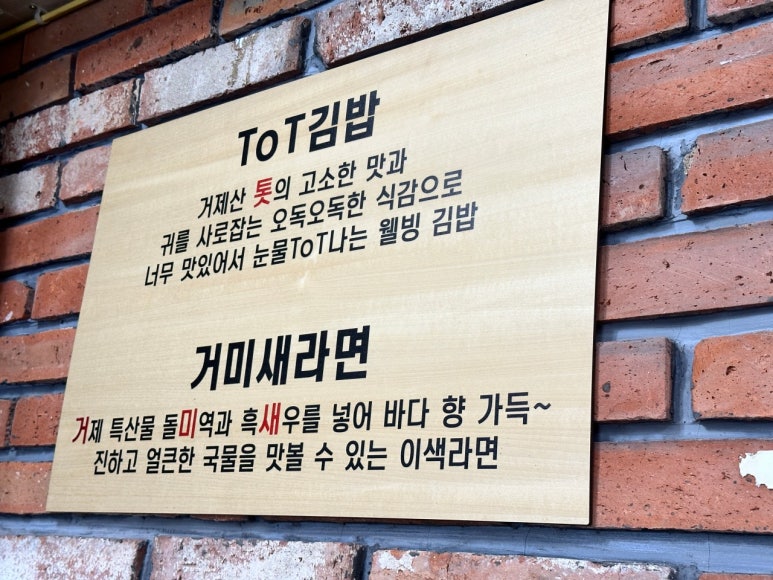 ToT김밥
거제산 톳의 고소한 맛과
귀를 사로잡는 오독오독한 식감으로
너무 맛있어서 눈물ToT나는 웰빙 김밥
거미새라면
거제 특산물 돌미역과 흑새우를 넣어 바다 향 가득~
진하고 얼큰한 국물을 맛볼 수 있는 이색라면